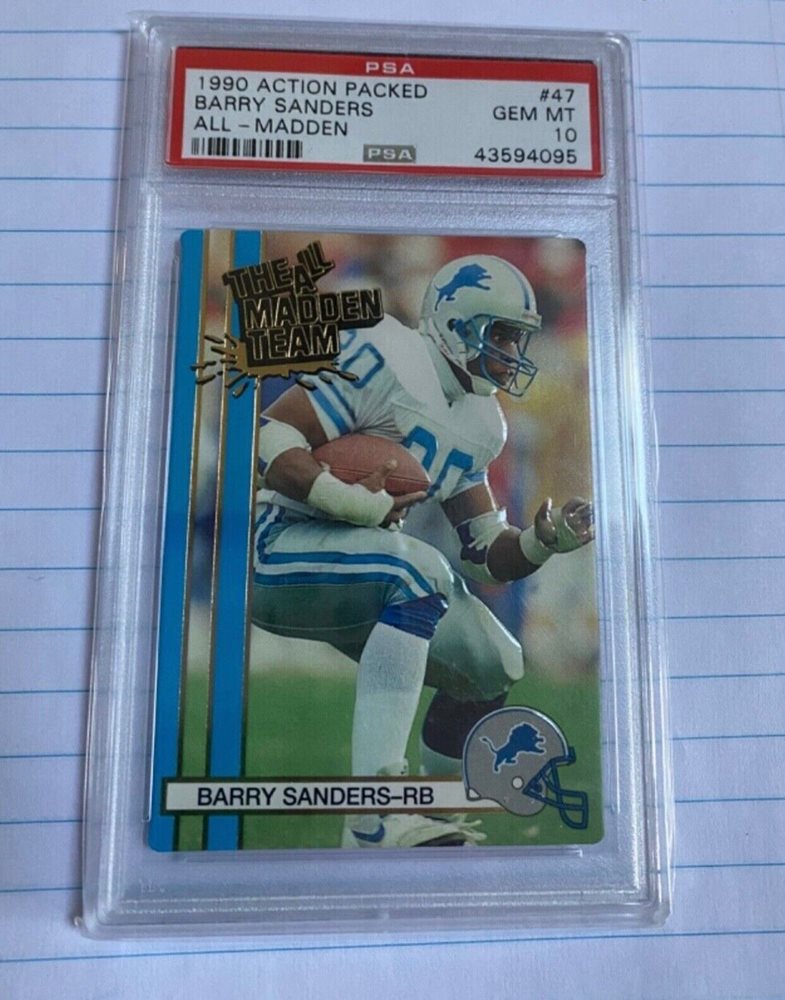 PSA
1990 ACTION PACKED #47
BARRY SANDERS GEM MT
ALL-MADDEN 10
PSA 43594095
THE ALL
MADDEN
TEAM
20
20
BARRY SANDERS-RB